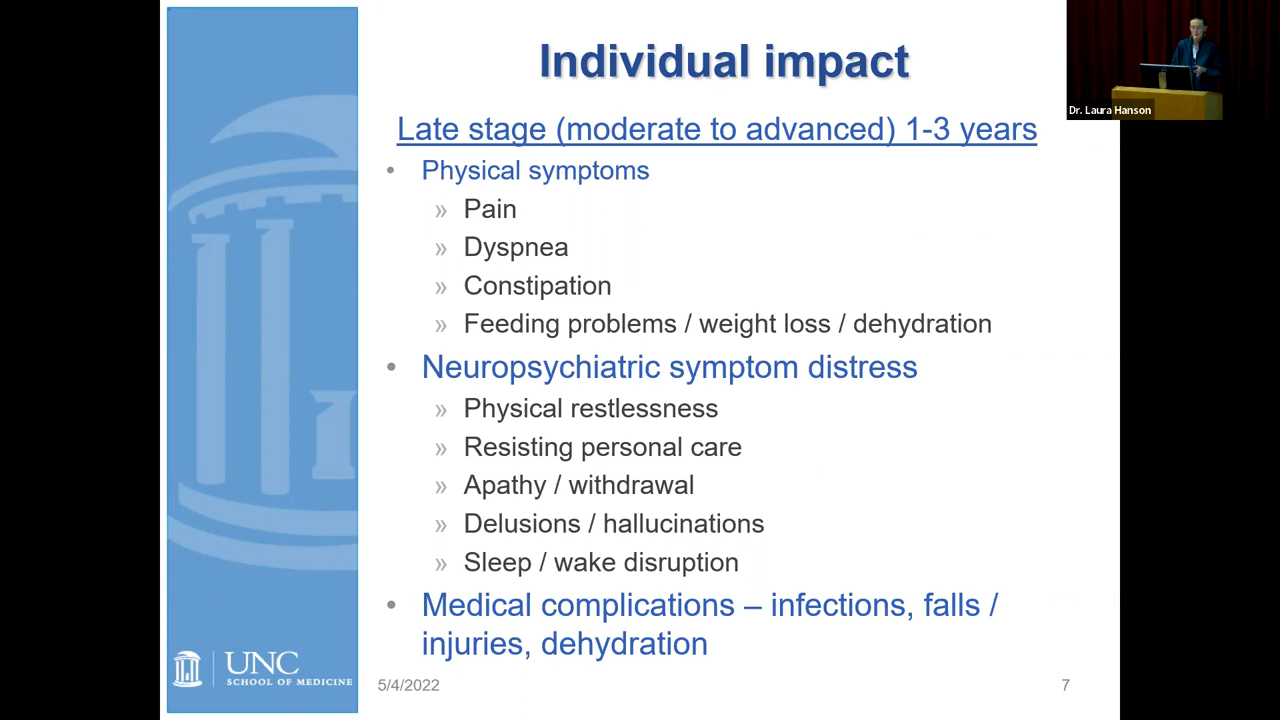 Individual impact
Dr. Laura Hanson
Late stage (moderate to advanced) 1-3 years
• Physical symptoms
» Pain
» Dyspnea
» Constipation
» Feeding problems / weight loss / dehydration
• Neuropsychiatric symptom distress
» Physical restlessness
» Resisting personal care
» Apathy / withdrawal
» Delusions / hallucinations
» Sleep / wake disruption
• Medical complications – infections, falls /
injuries, dehydration
UNC
SCHOOL OF MEDICINE
5/4/2022
7